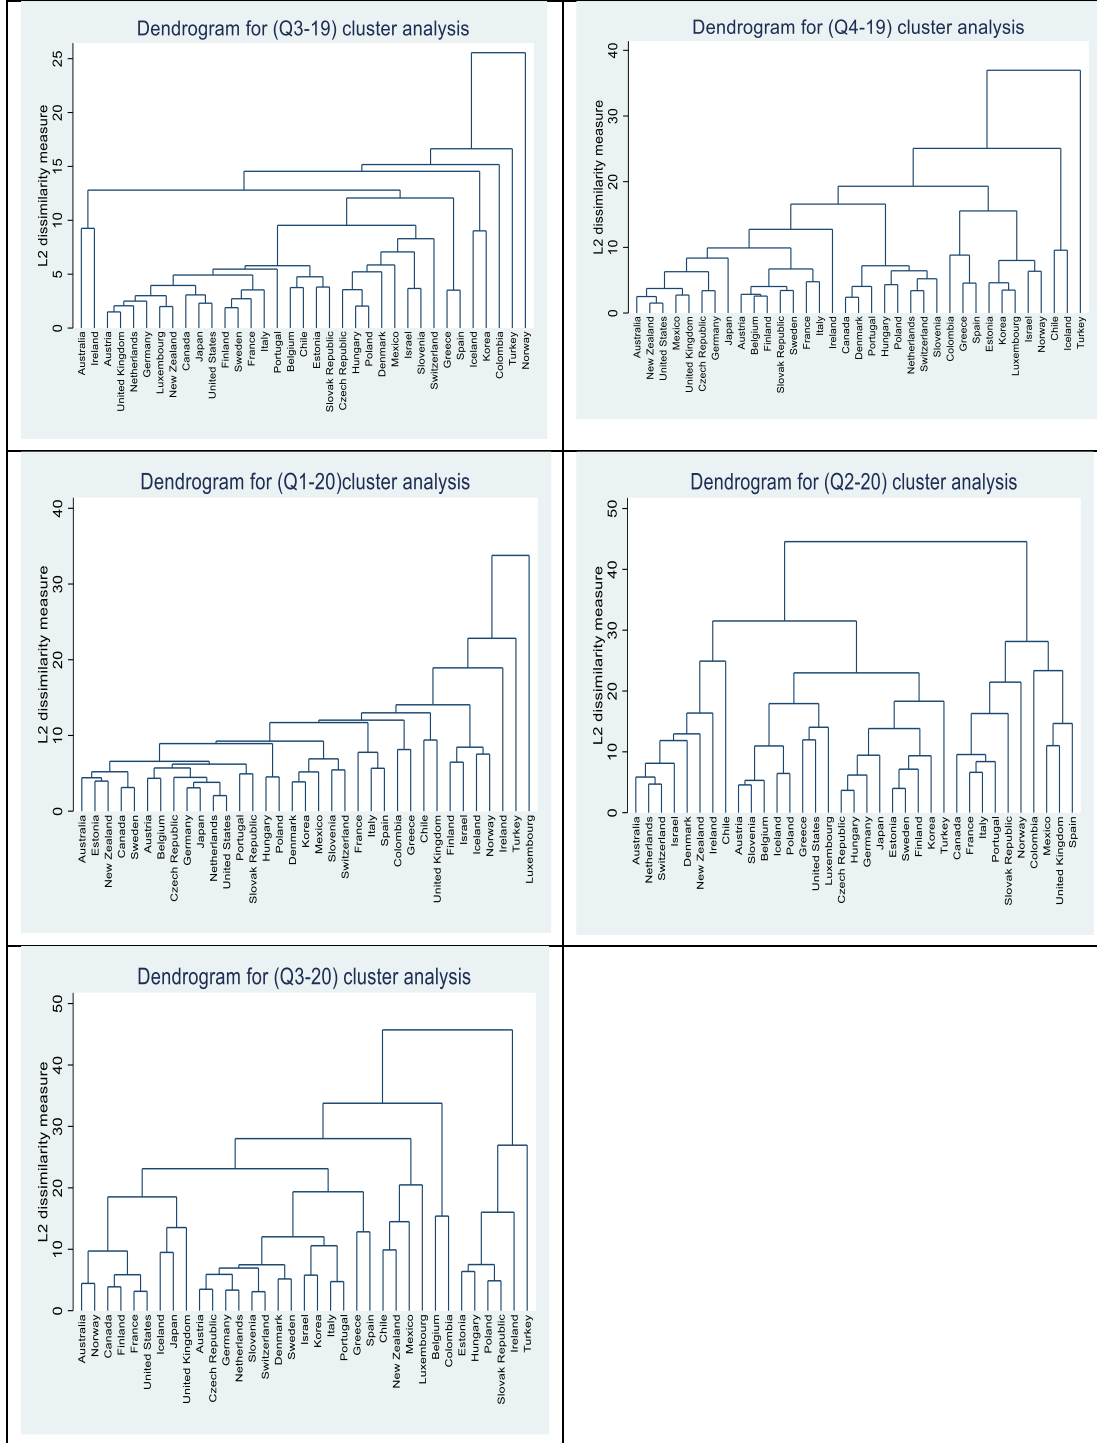 Dendrogram for (Q3-19) cluster analysis
L2 dissimilarity measure
25
20
15
10
5
0
Australia
Ireland
Austria
United Kingdom
Netherlands
Germany
Luxembourg
New Zealand
Canada
Japan
United States
Finland
Sweden
France
Italy
Portugal
Belgium
Chile
Estonia
Slovak Republic
Czech Republic
Hungary
Poland
Denmark
Mexico
Israel
Slovenia
Switzerland
Greece
Spain
Iceland
Korea
Colombia
Turkey
Norway
Dendrogram for (Q4-19) cluster analysis
L2 dissimilarity measure
40
30
20
10
0
Australia
New Zealand
United States
Mexico
United Kingdom
Czech Republic
Germany
Japan
Austria
Belgium
Finland
Slovak Republic
Sweden
France
Italy
Ireland
Canada
Denmark
Portugal
Hungary
Poland
Netherlands
Switzerland
Slovenia
Colombia
Greece
Spain
Estonia
Korea
Luxembourg
Israel
Norway
Chile
Iceland
Turkey
Dendrogram for (Q1-20)cluster analysis
L2 dissimilarity measure
40
30
20
10
0
Australia
Estonia
New Zealand
Canada
Sweden
Austria
Belgium
Czech Republic
Germany
Japan
Netherlands
United States
Portugal
Slovak Republic
Hungary
Poland
Denmark
Korea
Mexico
Slovenia
Switzerland
France
Italy
Spain
Colombia
Greece
Chile
United Kingdom
Finland
Israel
Iceland
Norway
Ireland
Turkey
Luxembourg
Dendrogram for (Q2-20) cluster analysis
L2 dissimilarity measure
50
40
30
20
10
0
Australia
Netherlands
Switzerland
Israel
Denmark
New Zealand
Ireland
Chile
Austria
Slovenia
Belgium
Iceland
Poland
Greece
United States
Luxembourg
Czech Republic
Hungary
Germany
Japan
Estonia
Sweden
Finland
Korea
Turkey
Canada
France
Italy
Portugal
Slovak Republic
Norway
Colombia
Mexico
United Kingdom
Spain
Dendrogram for (Q3-20) cluster analysis
L2 dissimilarity measure
50
40
30
20
10
0
Australia
Norway
Canada
Finland
France
United States
Iceland
Japan
United Kingdom
Austria
Czech Republic
Germany
Netherlands
Slovenia
Switzerland
Denmark
Sweden
Israel
Korea
Italy
Portugal
Greece
Spain
Chile
New Zealand
Mexico
Luxembourg
Belgium
Colombia
Estonia
Hungary
Poland
Slovak Republic
Ireland
Turkey